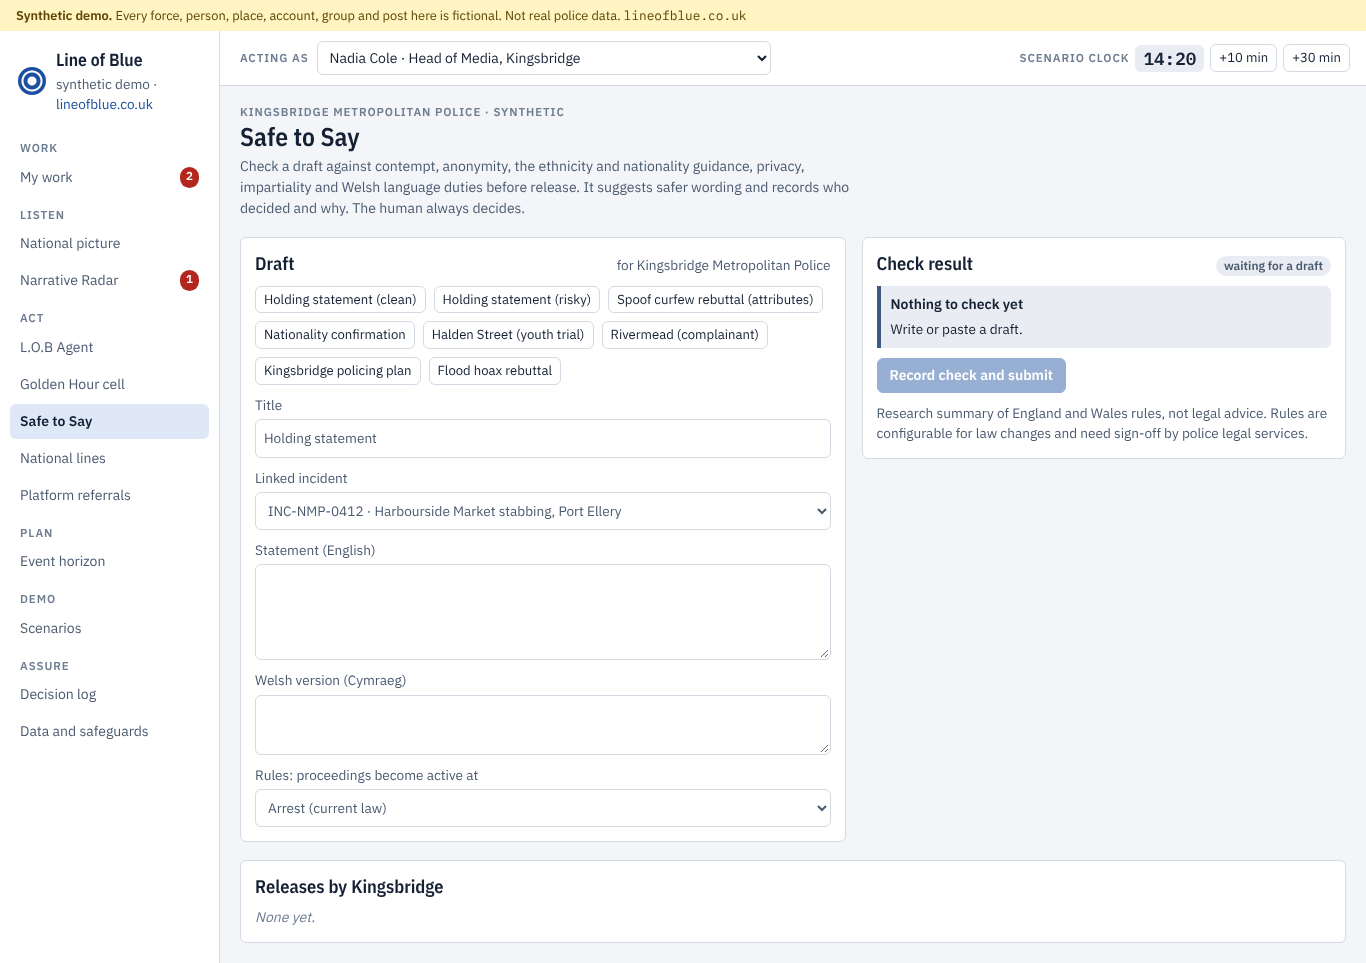 Synthetic demo. Every force, person, place, account, group and post here is fictional. Not real police data. lineofblue.co.uk
Line of Blue
synthetic demo ·
lineofblue.co.uk
WORK
My work 2
LISTEN
National picture
Narrative Radar 1
ACT
L.O.B Agent
Golden Hour cell
Safe to Say
National lines
Platform referrals
PLAN
Event horizon
DEMO
Scenarios
ASSURE
Decision log
Data and safeguards
ACTING AS Nadia Cole · Head of Media, Kingsbridge
SCENARIO CLOCK 14:20 +10 min +30 min
KINGSBRIDGE METROPOLITAN POLICE · SYNTHETIC
Safe to Say
Check a draft against contempt, anonymity, the ethnicity and nationality guidance, privacy,
impartiality and Welsh language duties before release. It suggests safer wording and records who
decided and why. The human always decides.
Draft for Kingsbridge Metropolitan Police
Holding statement (clean) Holding statement (risky) Spoof curfew rebuttal (attributes)
Nationality confirmation Halden Street (youth trial) Rivermead (complainant)
Kingsbridge policing plan Flood hoax rebuttal
Title
Holding statement
Linked incident
INC-NMP-0412 · Harbourside Market stabbing, Port Ellery
Statement (English)
Welsh version (Cymraeg)
Rules: proceedings become active at
Arrest (current law)
Check result waiting for a draft
Nothing to check yet
Write or paste a draft.
Record check and submit
Research summary of England and Wales rules, not legal advice. Rules are
configurable for law changes and need sign-off by police legal services.
Releases by Kingsbridge
None yet.